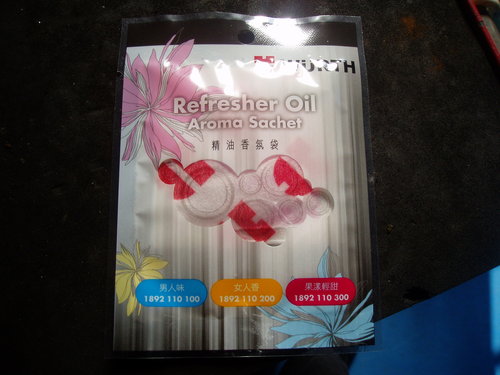 WÜRTH
Refresher Oil
Aroma Sachet
精油香氛袋
男人味
1892 110 100
女人香
1892 110 200
果漾輕甜
1892 110 300